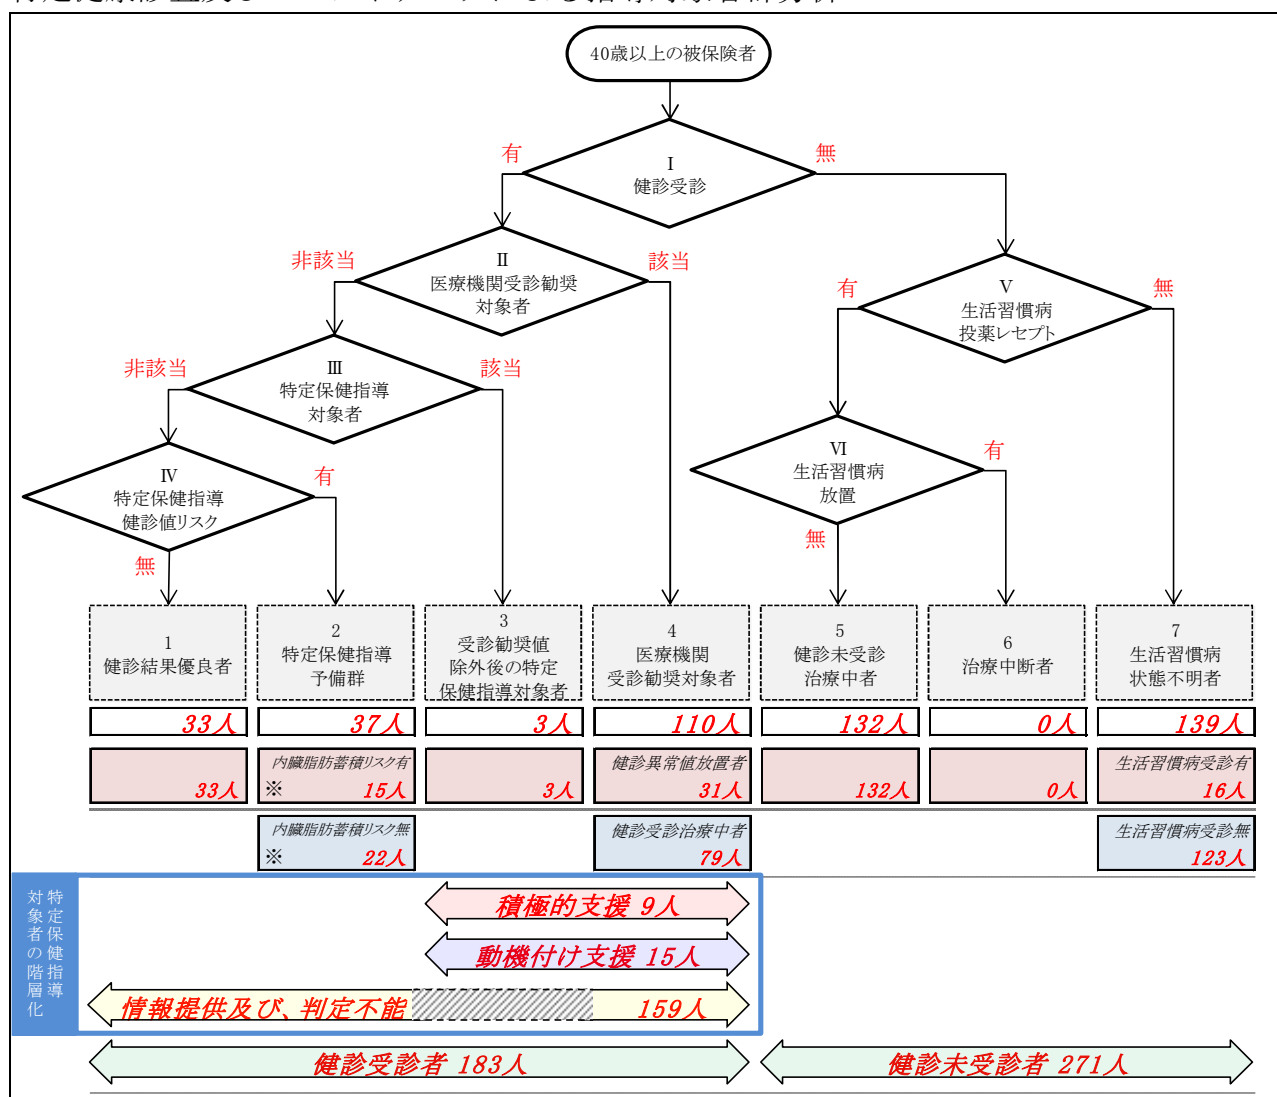 40歳以上の被保険者
Ⅰ
健診受診
有
無
Ⅱ
医療機関受診勧奨
対象者
非該当
該当
Ⅴ
生活習慣病
投薬レセプト
有
無
Ⅲ
特定保健指導
対象者
非該当
該当
Ⅵ
生活習慣病
放置
有
無
Ⅳ
特定保健指導
健診値リスク
有
無
1
健診結果優良者
2
特定保健指導
予備群
3
受診勧奨値
除外後の特定
保健指導対象者
4
医療機関
受診勧奨対象者
5
健診未受診
治療中者
6
治療中断者
7
生活習慣病
状態不明者
33人
37人
3人
110人
132人
0人
139人
33人
内臓脂肪蓄積リスク有
※ 15人
3人
健診異常値放置者
31人
132人
0人
生活習慣病受診有
16人
内臓脂肪蓄積リスク無
※ 22人
健診受診治療中者
79人
生活習慣病受診無
123人
特定保健指導
対象者の階層化
積極的支援 9人
動機付け支援 15人
情報提供及び、判定不能 159人
健診受診者 183人
健診未受診者 271人